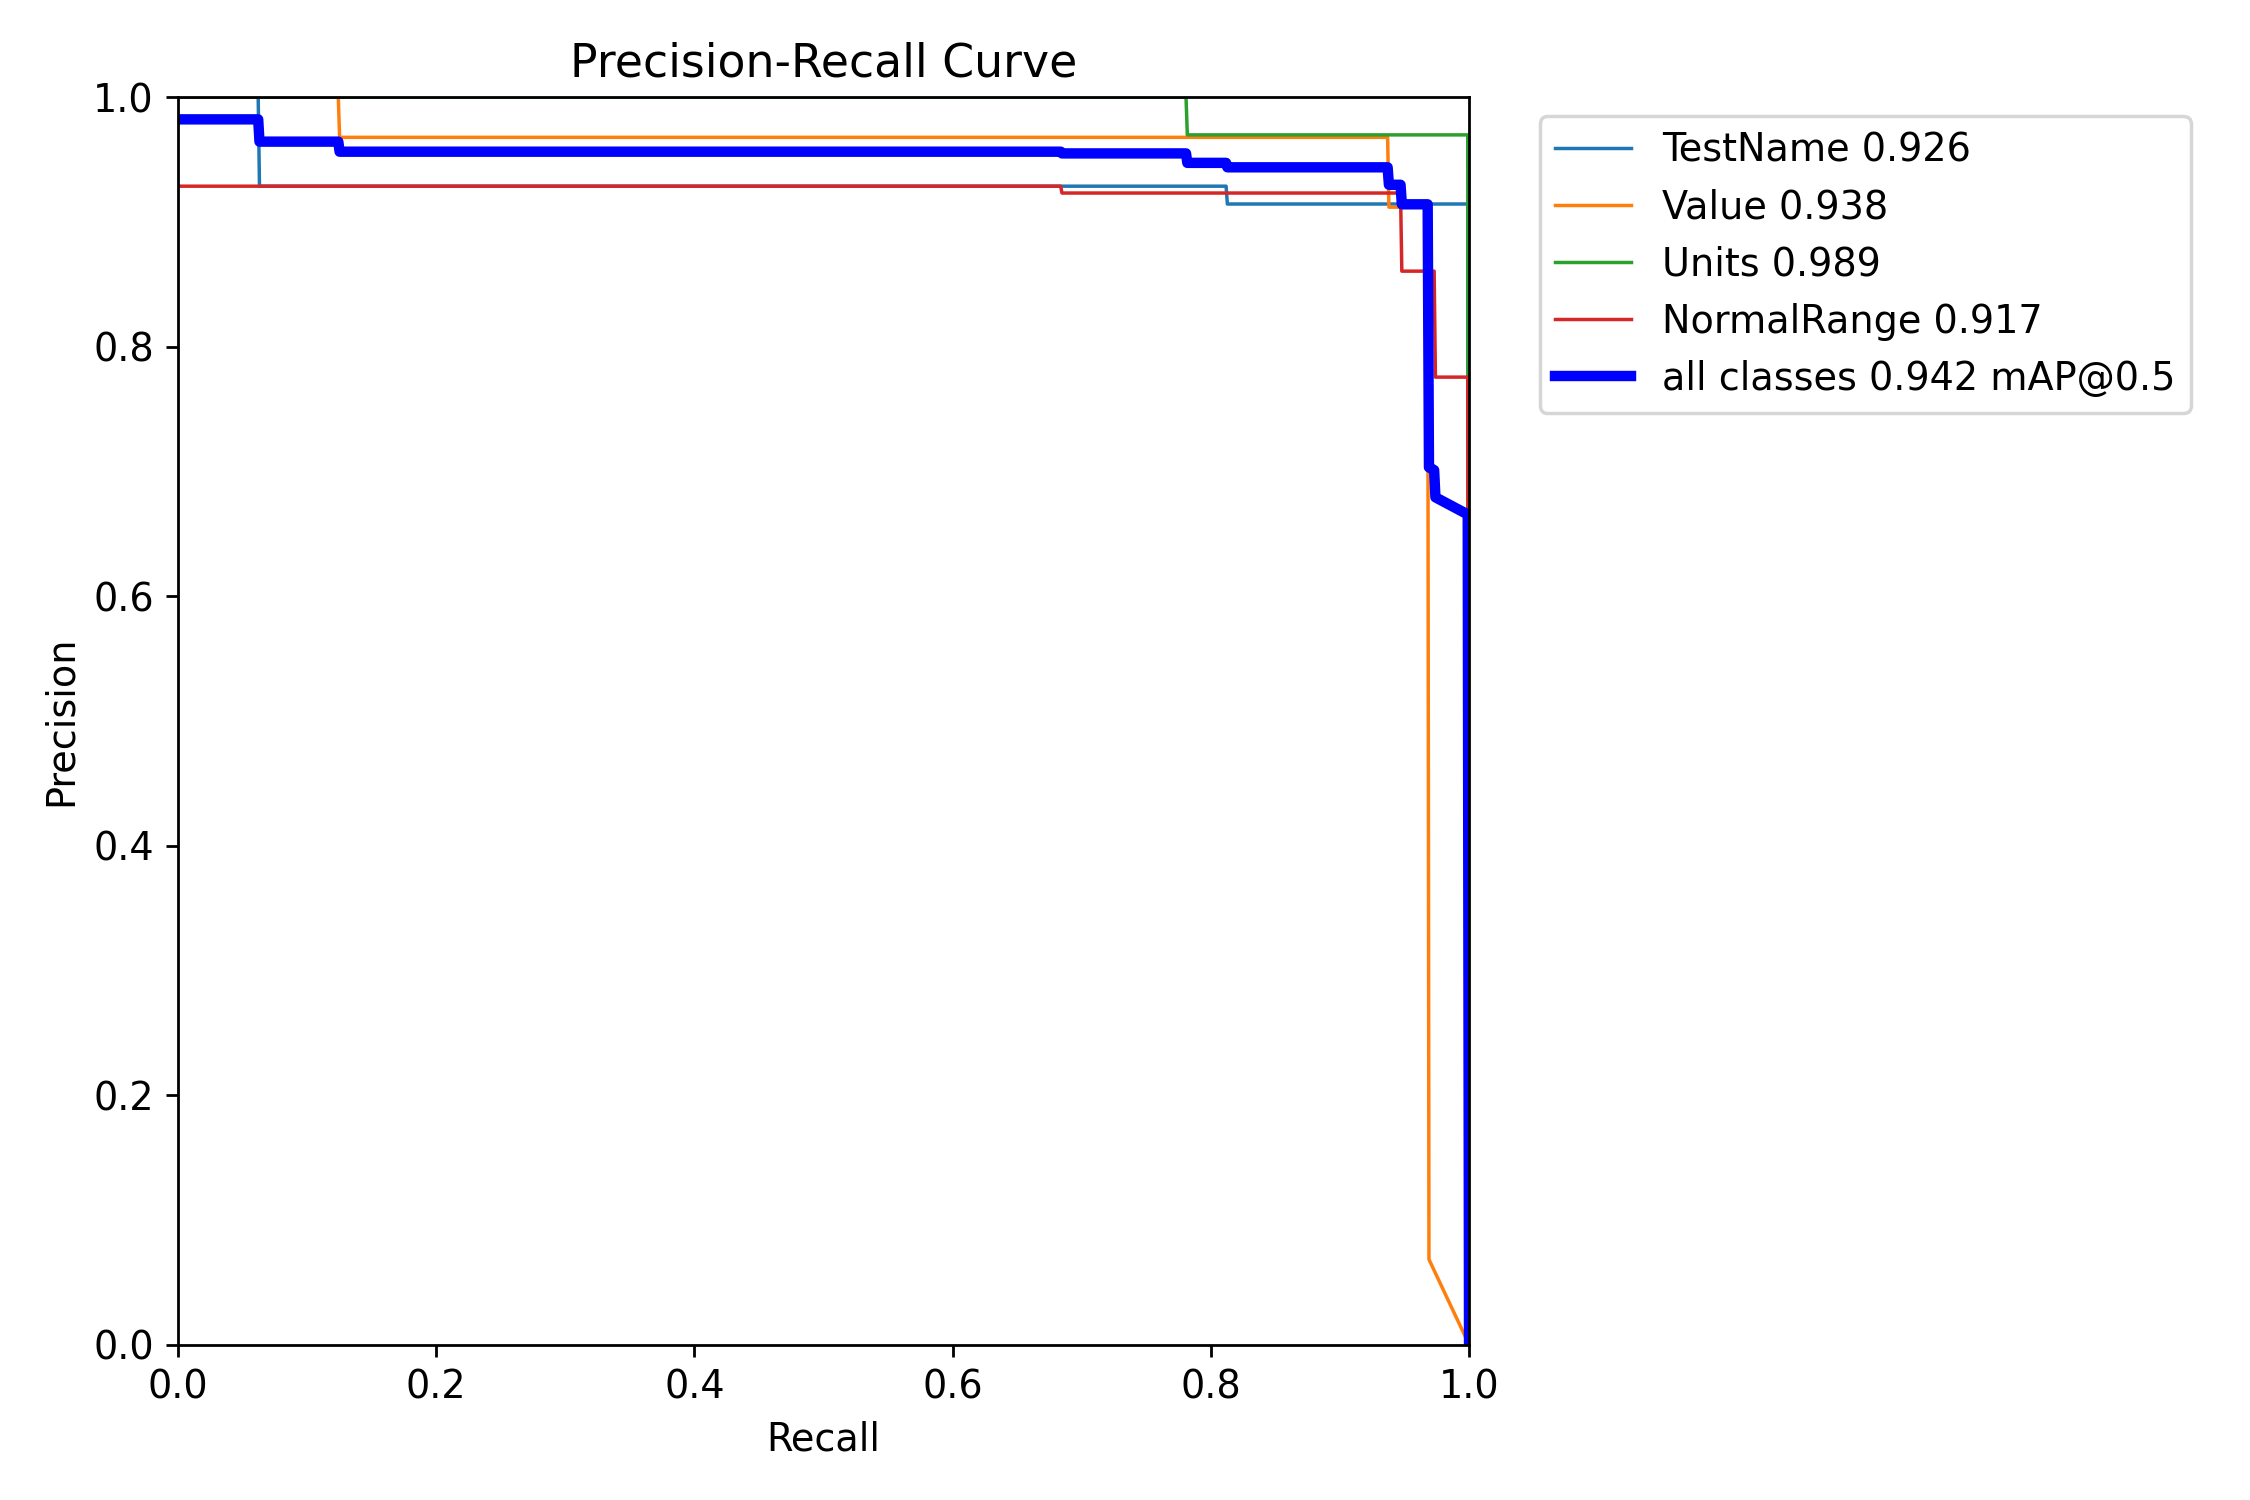 Precision-Recall Curve
1.0
0.8
0.6
0.4
0.2
0.0
Precision
0.0 0.2 0.4 0.6 0.8 1.0
Recall
TestName 0.926
Value 0.938
Units 0.989
NormalRange 0.917
all classes 0.942 mAP@0.5